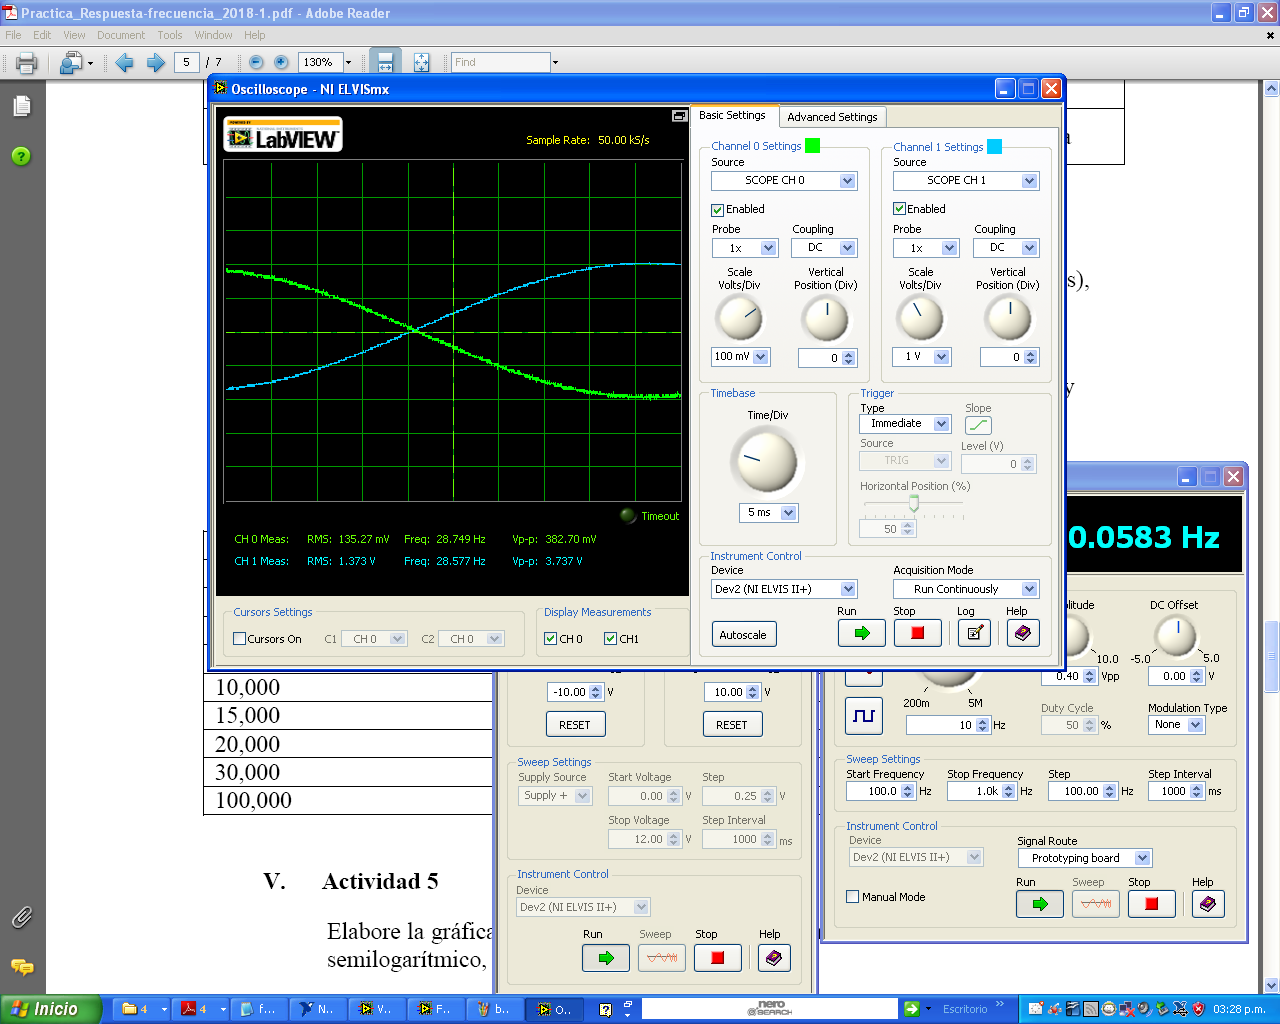 Practica_Respuesta-frecuencia_2018-1.pdf - Adobe Reader
File Edit View Document Tools Window Help
5 / 7 130% Find
Oscilloscope - NI ELVISmx
LabVIEW
Sample Rate: 50.00 kS/s
Timeout
CH 0 Meas: RMS: 135.27 mV Freq: 28.749 Hz Vp-p: 382.70 mV
CH 1 Meas: RMS: 1.373 V Freq: 28.577 Hz Vp-p: 3.737 V
Cursors Settings
Cursors On C1 CH 0 C2 CH 0
Display Measurements
CH 0 CH1
Basic Settings Advanced Settings
Channel 0 Settings
Source
SCOPE CH 0
Enabled
Probe Coupling
1x DC
Scale Volts/Div
Vertical Position (Div)
100 mV 0
Channel 1 Settings
Source
SCOPE CH 1
Enabled
Probe Coupling
1x DC
Scale Volts/Div
Vertical Position (Div)
1 V 0
Timebase
Time/Div
5 ms
Trigger
Type Slope
Immediate
Source Level (V)
TRIG 0
Horizontal Position (%)
50
Instrument Control
Device Acquisition Mode
Dev2 (NI ELVIS II+) Run Continuously
Run Stop Log Help
Autoscale
a
s),
y
0.0583 Hz
plitude DC Offset
10.0 -5.0 5.0
0.40 Vpp 0.00 V
200m 5M
10 Hz
Duty Cycle Modulation Type
50 % None
Sweep Settings
Start Frequency Stop Frequency Step Step Interval
100.0 Hz 1.0k Hz 100.00 Hz 1000 ms
Instrument Control
Device Signal Route
Dev2 (NI ELVIS II+) Prototyping board
Manual Mode
Run Sweep Stop Help
-10.00 V 10.00 V
RESET RESET
Sweep Settings
Supply Source Start Voltage Step
Supply + 0.00 V 0.25 V
Stop Voltage Step Interval
12.00 V 1000 ms
Instrument Control
Device
Dev2 (NI ELVIS II+)
Run Sweep Stop Help
10,000
15,000
20,000
30,000
100,000
V. Actividad 5
Elabore la gráfica
semilogarítmico,
Inicio 4 4 f... N... V... F... b... O... nero SEARCH Escritorio » 03:28 p.m.